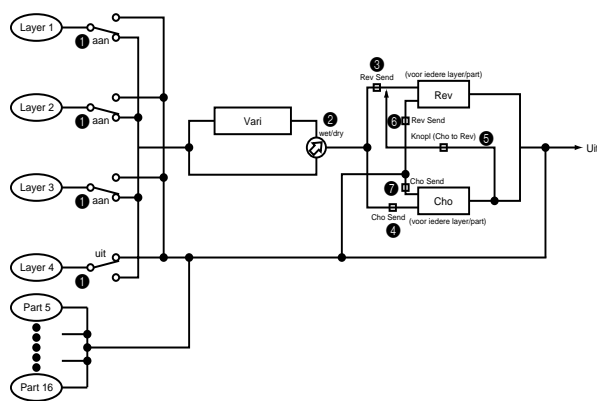 Layer 1
1 aan
Layer 2
1 aan
Layer 3
1 aan
Layer 4
uit
1
Part 5
Part 16
Vari
2
wet/dry
3
Rev Send
(voor iedere layer/part)
Rev
6 Rev Send
Knopl (Cho to Rev) 5
7 Cho Send
Cho
Cho Send
4
(voor iedere layer/part)
Uit